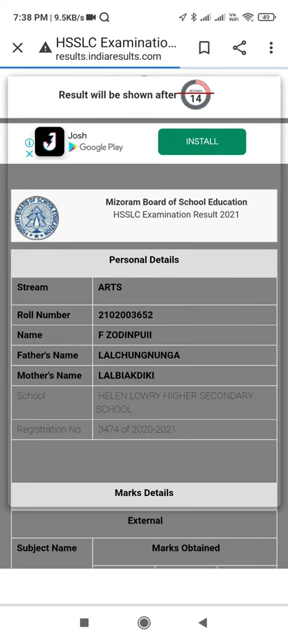 7:38 PM | 9.5KB/s
49
HSSLC Examinatio...
results.indiaresults.com
Result will be shown after
14
Josh
Google Play
INSTALL
Mizoram Board of School Education
HSSLC Examination Result 2021
Personal Details
Stream ARTS
Roll Number 2102003652
Name F ZODINPUII
Father's Name LALCHUNGNUNGA
Mother's Name LALBIAKDIKI
School HELEN LOWRY HIGHER SECONDARY
SCHOOL
Registration No 3474 of 2020-2021
Marks Details
External
Subject Name Marks Obtained